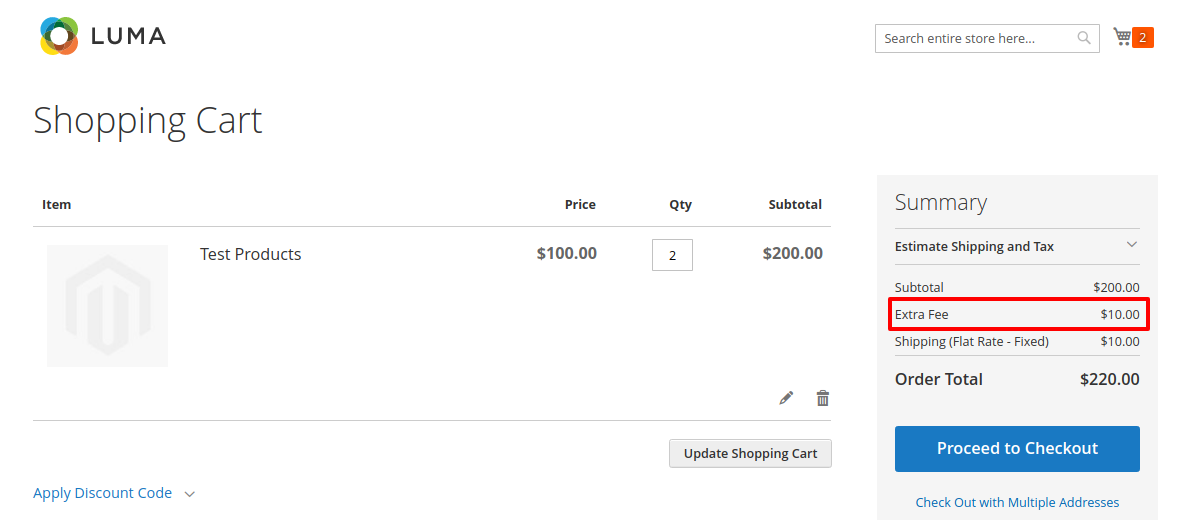 LUMA
Search entire store here...
2
Shopping Cart
Item Price Qty Subtotal
Test Products $100.00 2 $200.00
Update Shopping Cart
Apply Discount Code
Summary
Estimate Shipping and Tax
Subtotal $200.00
Extra Fee $10.00
Shipping (Flat Rate - Fixed) $10.00
Order Total $220.00
Proceed to Checkout
Check Out with Multiple Addresses